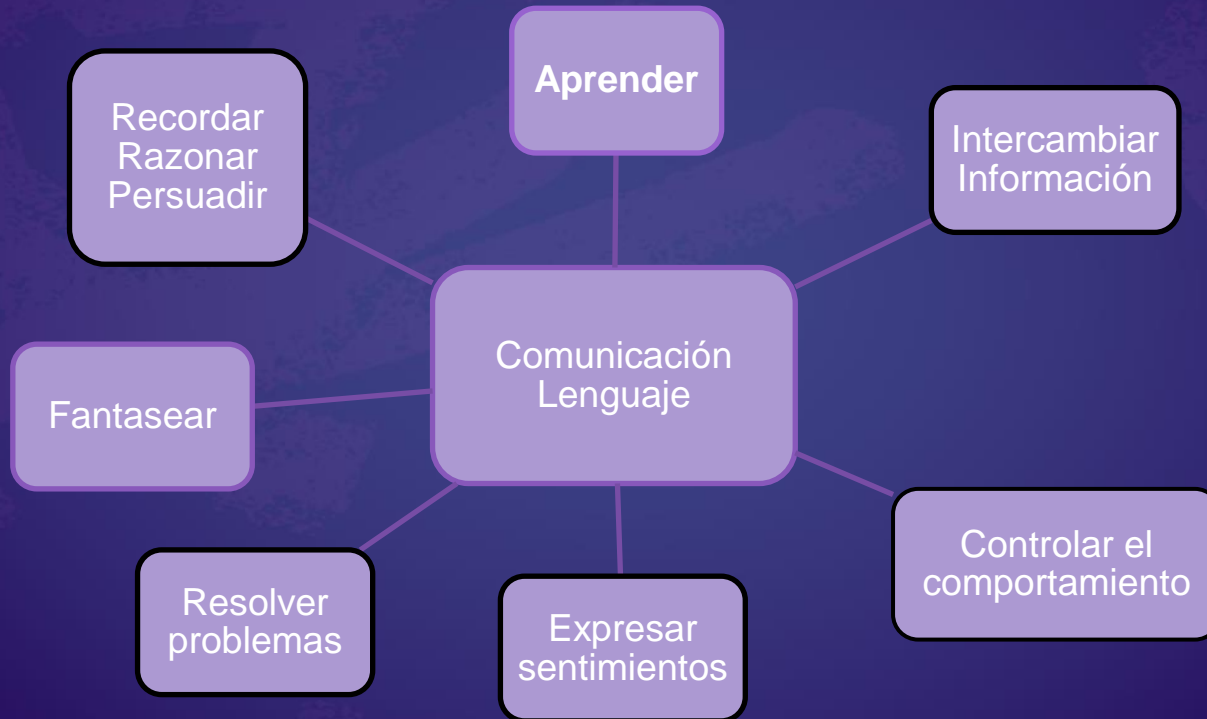 Aprender
Recordar
Razonar
Persuadir
Intercambiar
Información
Comunicación
Lenguaje
Fantasear
Controlar el
comportamiento
Resolver
problemas
Expresar
sentimientos